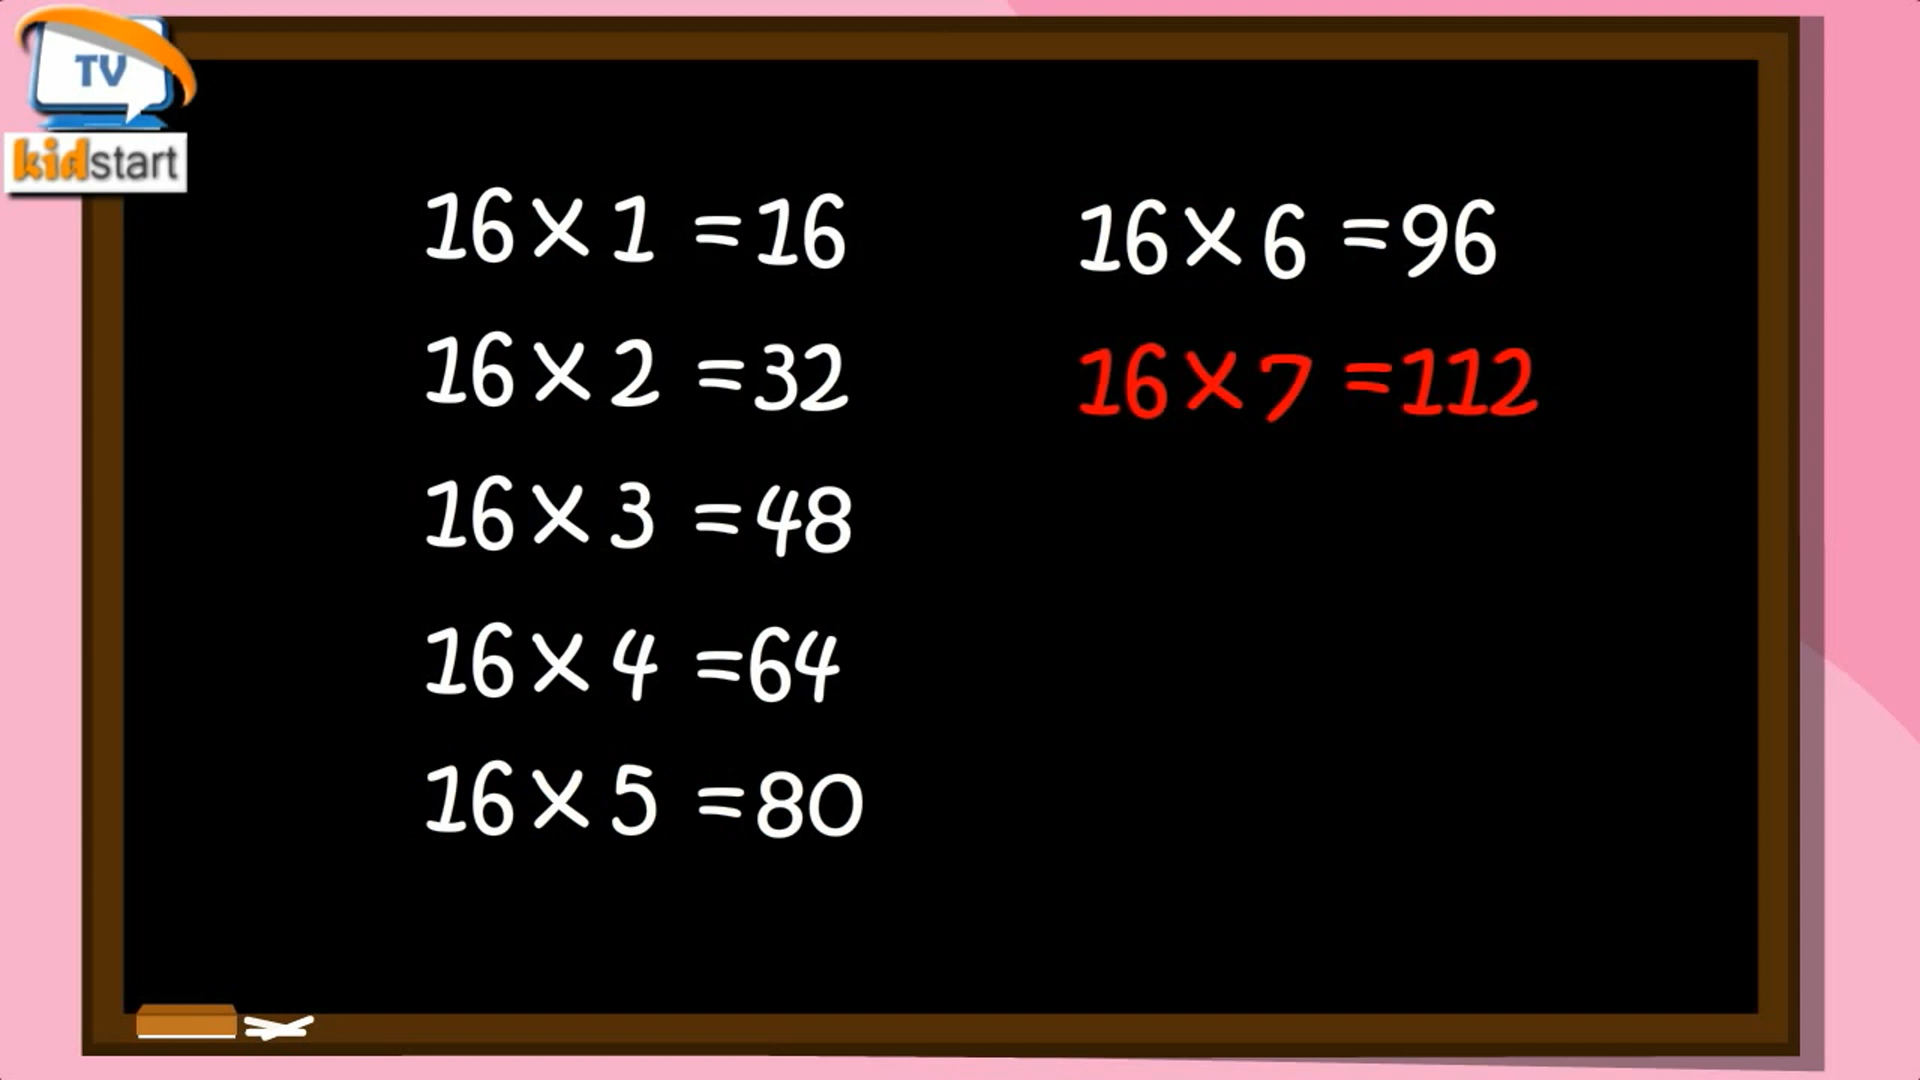 TV
kidstart
16 × 1 = 16
16 × 2 = 32
16 × 3 = 48
16 × 4 = 64
16 × 5 = 80
16 × 6 = 96
16 × 7 = 112